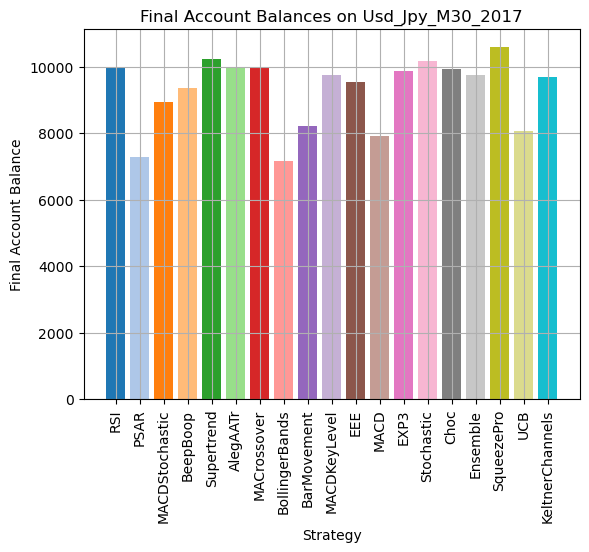 Final Account Balances on Usd_Jpy_M30_2017
Final Account Balance
10000
8000
6000
4000
2000
0
RSI
PSAR
MACDStochastic
BeepBoop
Supertrend
AlegAATr
MACrossover
BollingerBands
BarMovement
MACDKeyLevel
EEE
MACD
EXP3
Stochastic
Choc
Ensemble
SqueezePro
UCB
KeltnerChannels
Strategy